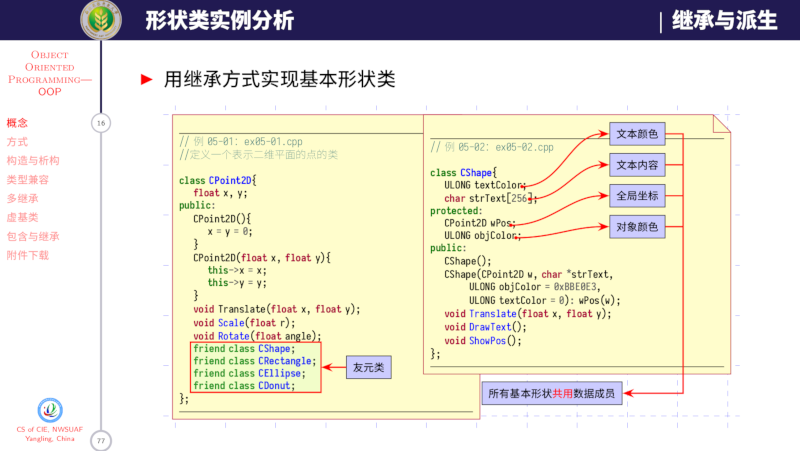 形状类实例分析
| 继承与派生
OBJECT
ORIENTED
PROGRAMMING—
OOP
概念
方式
构造与析构
类型兼容
多继承
虚基类
包含与继承
附件下载
16
77
CS of CIE, NWSUAF
Yangling, China
用继承方式实现基本形状类
// 例 05-01: ex05-01.cpp
//定义一个表示二维平面的点的类
class CPoint2D{
float x, y;
public:
CPoint2D(){
x = y = 0;
}
CPoint2D(float x, float y){
this->x = x;
this->y = y;
}
void Translate(float x, float y);
void Scale(float r);
void Rotate(float angle);
friend class CShape;
friend class CRectangle;
friend class CEllipse;
friend class CDonut;
};
友元类
// 例 05-02: ex05-02.cpp
class CShape{
ULONG textColor;
char strText[256];
protected:
CPoint2D wPos;
ULONG objColor;
public:
CShape();
CShape(CPoint2D w, char *strText,
ULONG objColor = 0xBBE0E3,
ULONG textColor = 0): wPos(w);
void Translate(float x, float y);
void DrawText();
void ShowPos();
};
文本颜色
文本内容
全局坐标
对象颜色
所有基本形状共用数据成员